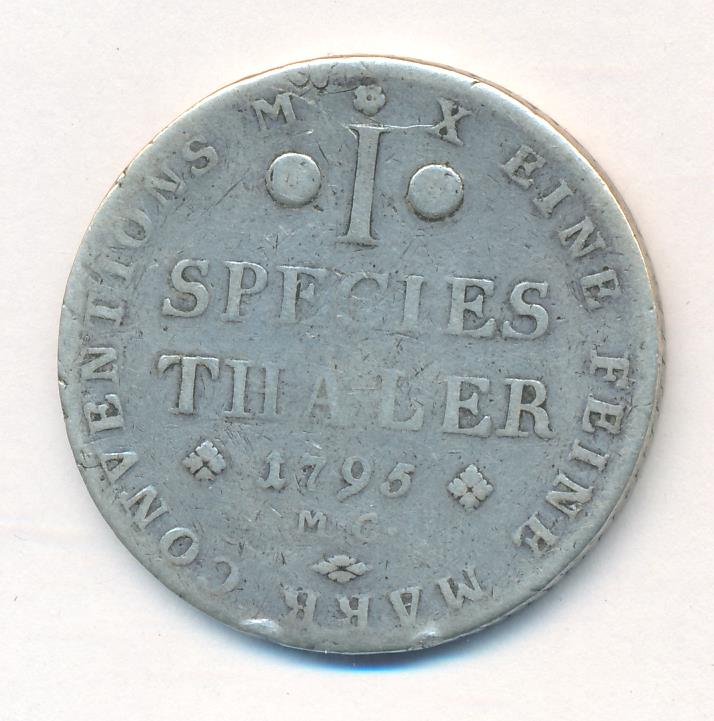 X EINE FEINE MARK CONVENTIONS M
· I ·
SPECIES
THALER
1795
M.C.